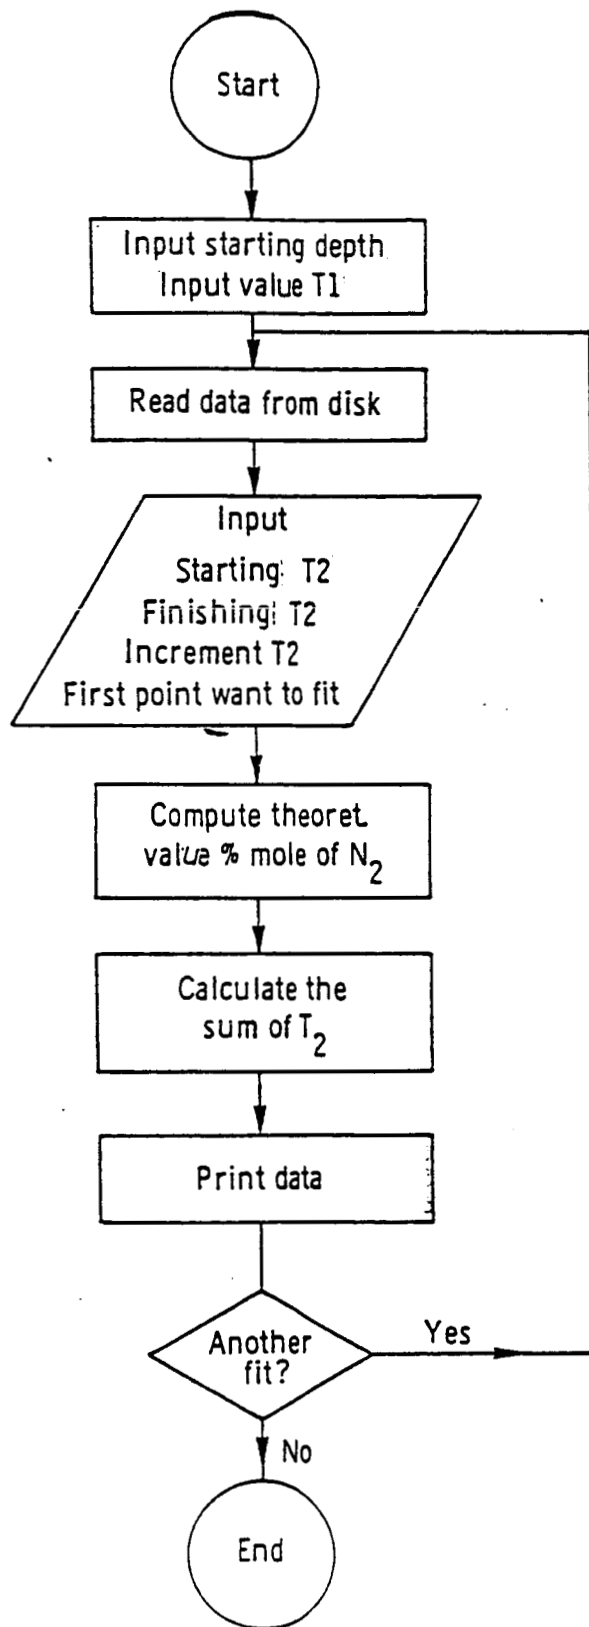 Start
Input starting depth
Input value T1
Read data from disk
Input
Starting T2
Finishing T2
Increment T2
First point want to fit
Compute theoret.
value % mole of N2
Calculate the
sum of T2
Print data
Another
fit?
Yes
No
End